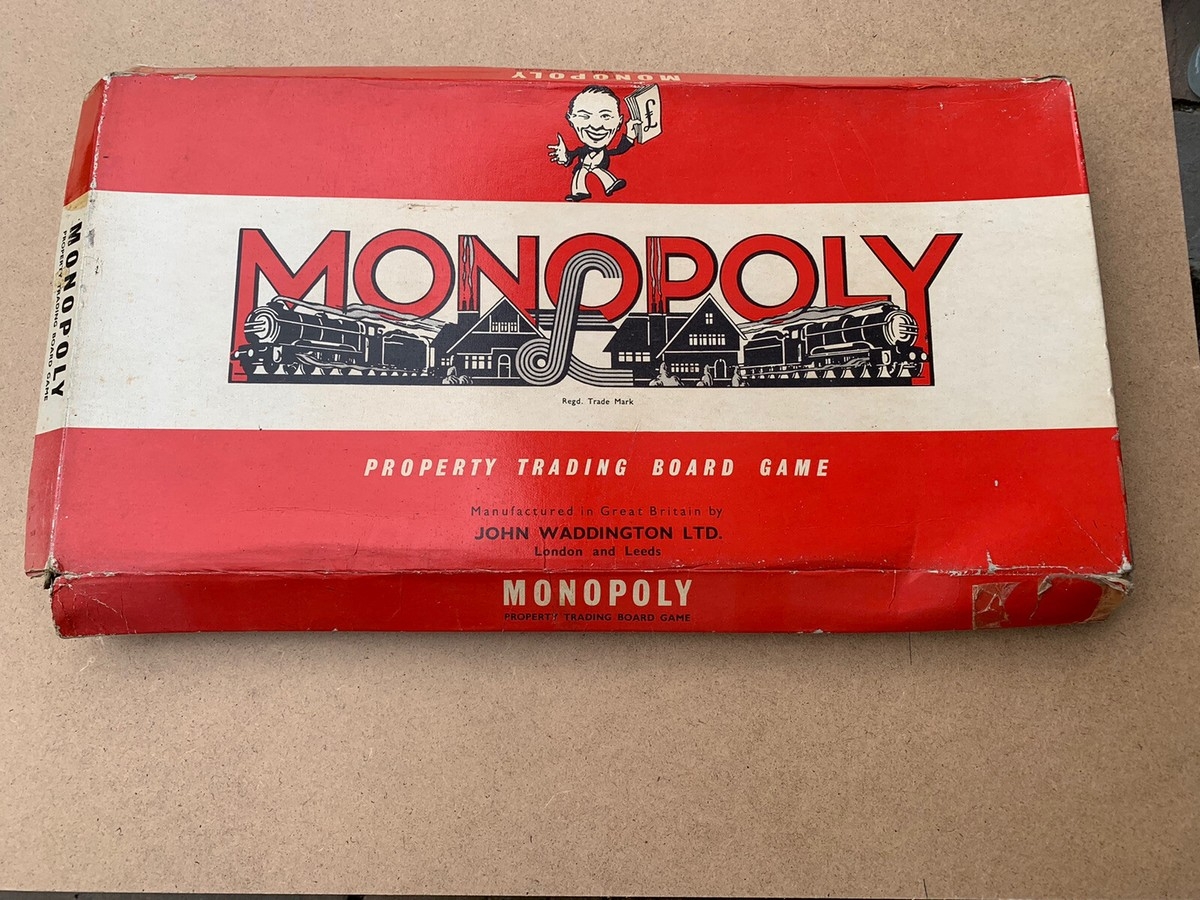 MONOPOLY
£
MONOPOLY
Regd. Trade Mark
PROPERTY TRADING BOARD GAME
Manufactured in Great Britain by
JOHN WADDINGTON LTD.
London and Leeds
MONOPOLY
PROPERTY TRADING BOARD GAME
MONOPOLY
PROPERTY TRADING BOARD GAME